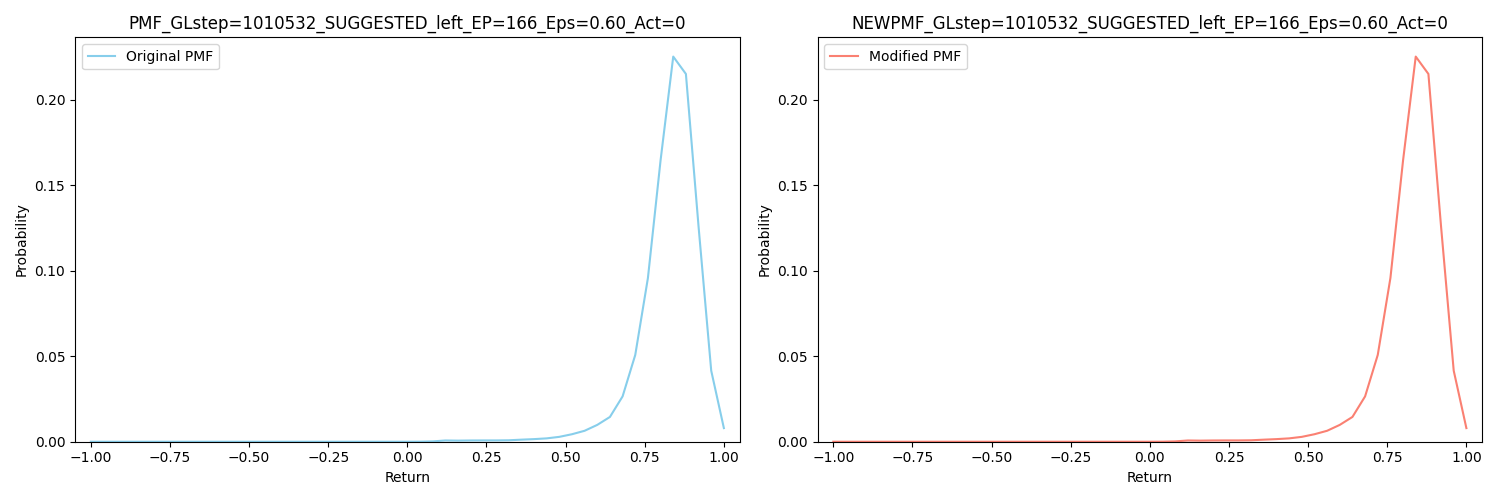 PMF_GLstep=1010532_SUGGESTED_left_EP=166_Eps=0.60_Act=0
Original PMF
Probability
0.20
0.15
0.10
0.05
0.00
−1.00 −0.75 −0.50 −0.25 0.00 0.25 0.50 0.75 1.00
Return
NEWPMF_GLstep=1010532_SUGGESTED_left_EP=166_Eps=0.60_Act=0
Modified PMF
Probability
0.20
0.15
0.10
0.05
0.00
−1.00 −0.75 −0.50 −0.25 0.00 0.25 0.50 0.75 1.00
Return